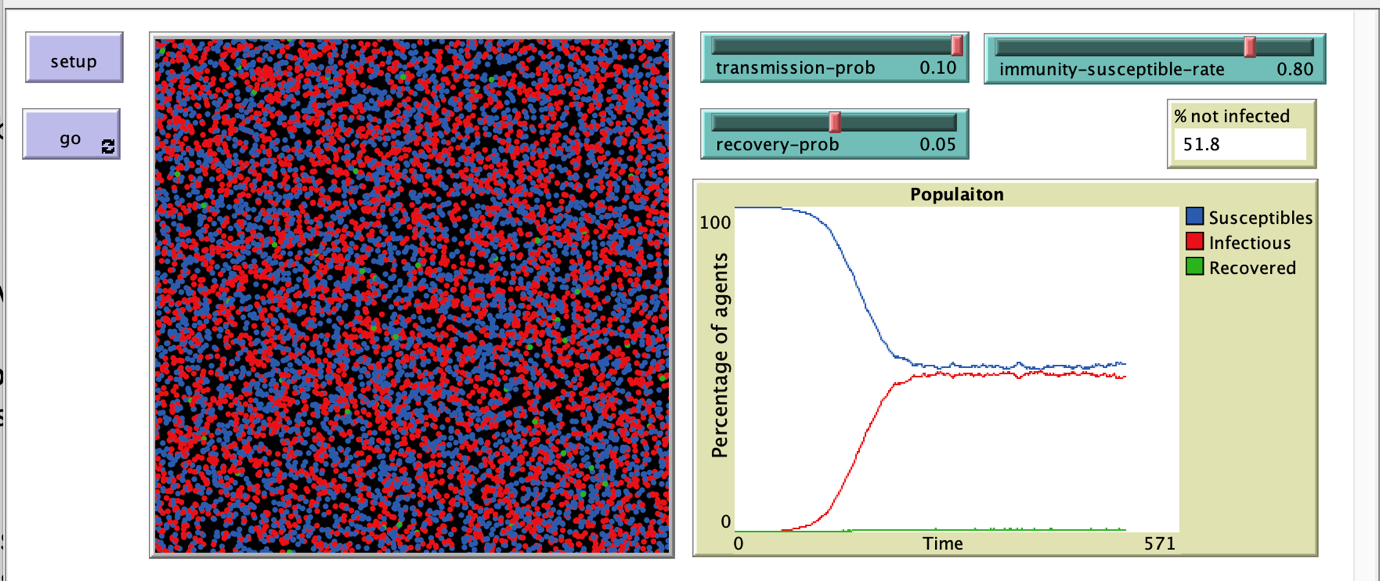 setup
go
transmission-prob 0.10
immunity-susceptible-rate 0.80
recovery-prob 0.05
% not infected
51.8
Populaiton
100
Percentage of agents
0
0 Time 571
Susceptibles
Infectious
Recovered